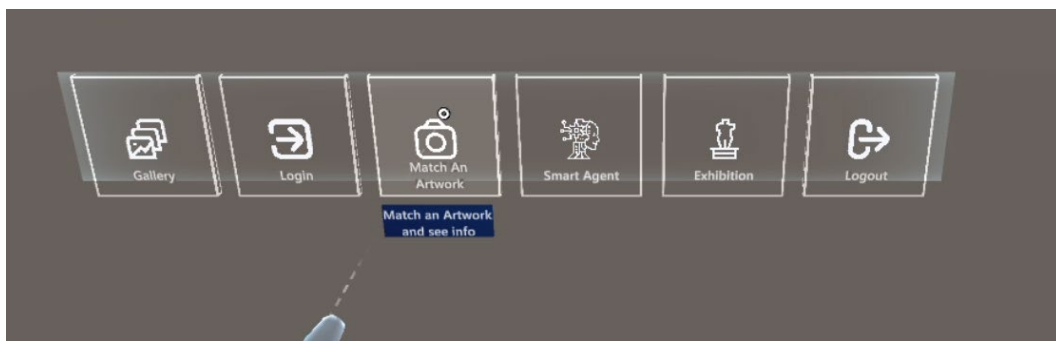 Gallery
Login
Match An
Artwork
Smart Agent
Exhibition
Logout
Match an Artwork
and see info